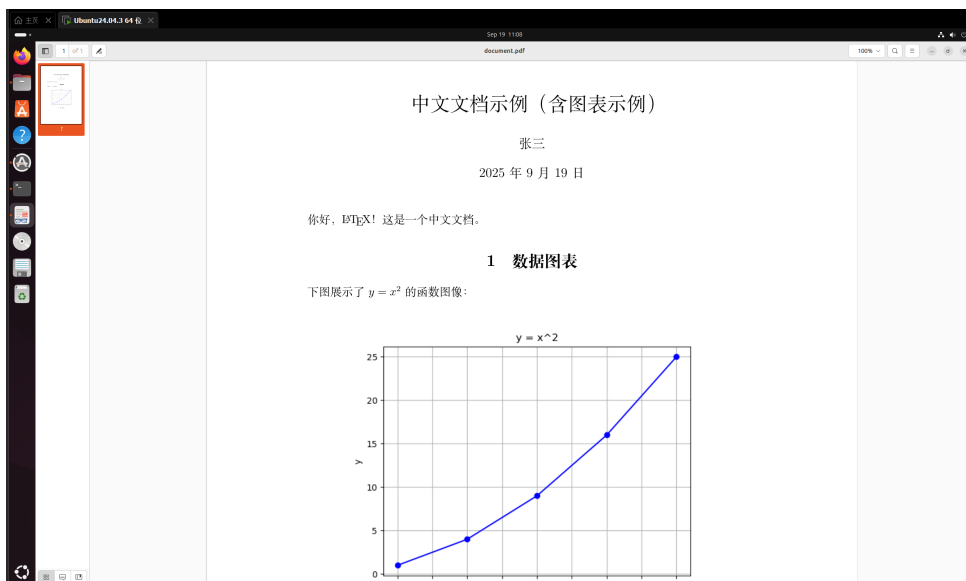 主页
Ubuntu24.04.3 64 位
Sep 19 11:08
1 of 1
document.pdf
100%
中文文档示例（含图表示例）
张三
2025 年 9 月 19 日
你好，LATEX！这是一个中文文档。
1 数据图表
下图展示了 y = x² 的函数图像：
y = x^2
25
20
15
y
10
5
0